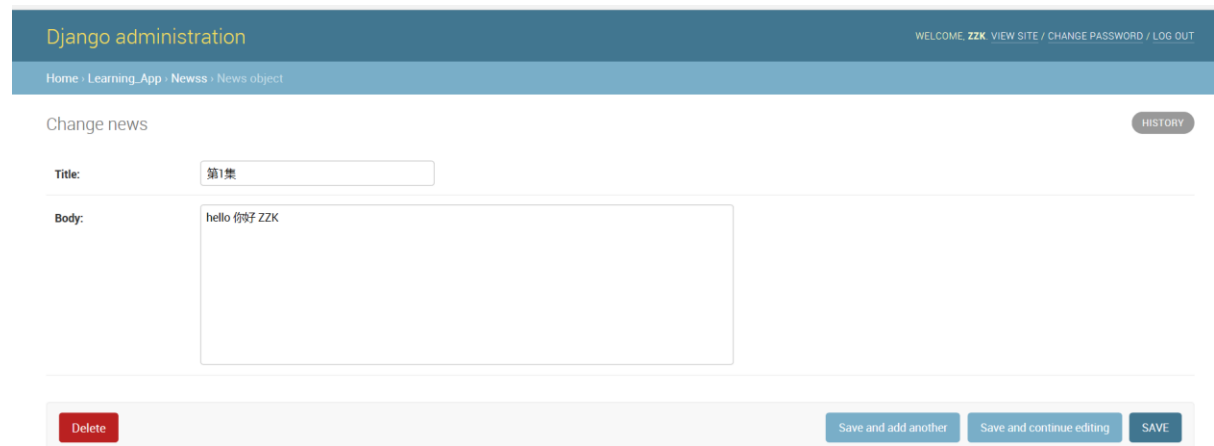 Django administration
WELCOME, ZZK. VIEW SITE / CHANGE PASSWORD / LOG OUT
Home › Learning_App › Newss › News object
Change news
HISTORY
Title:
第1集
Body:
hello 你好 ZZK
Delete
Save and add another
Save and continue editing
SAVE